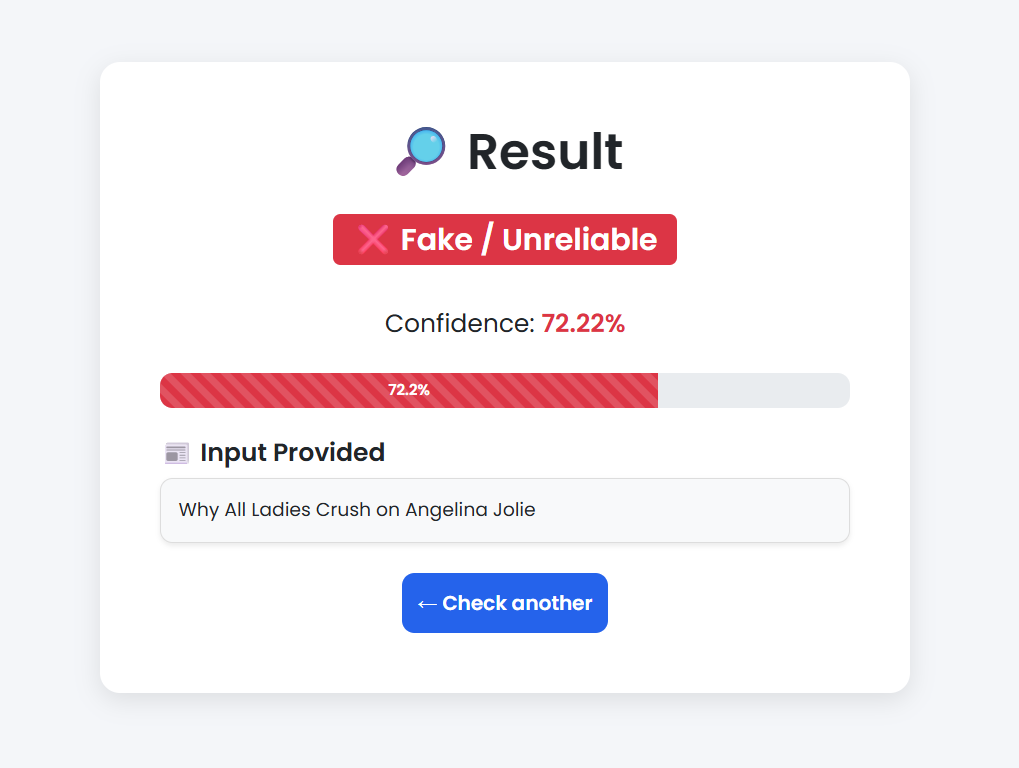 Result
Fake / Unreliable
Confidence: 72.22%
72.2%
Input Provided
Why All Ladies Crush on Angelina Jolie
← Check another